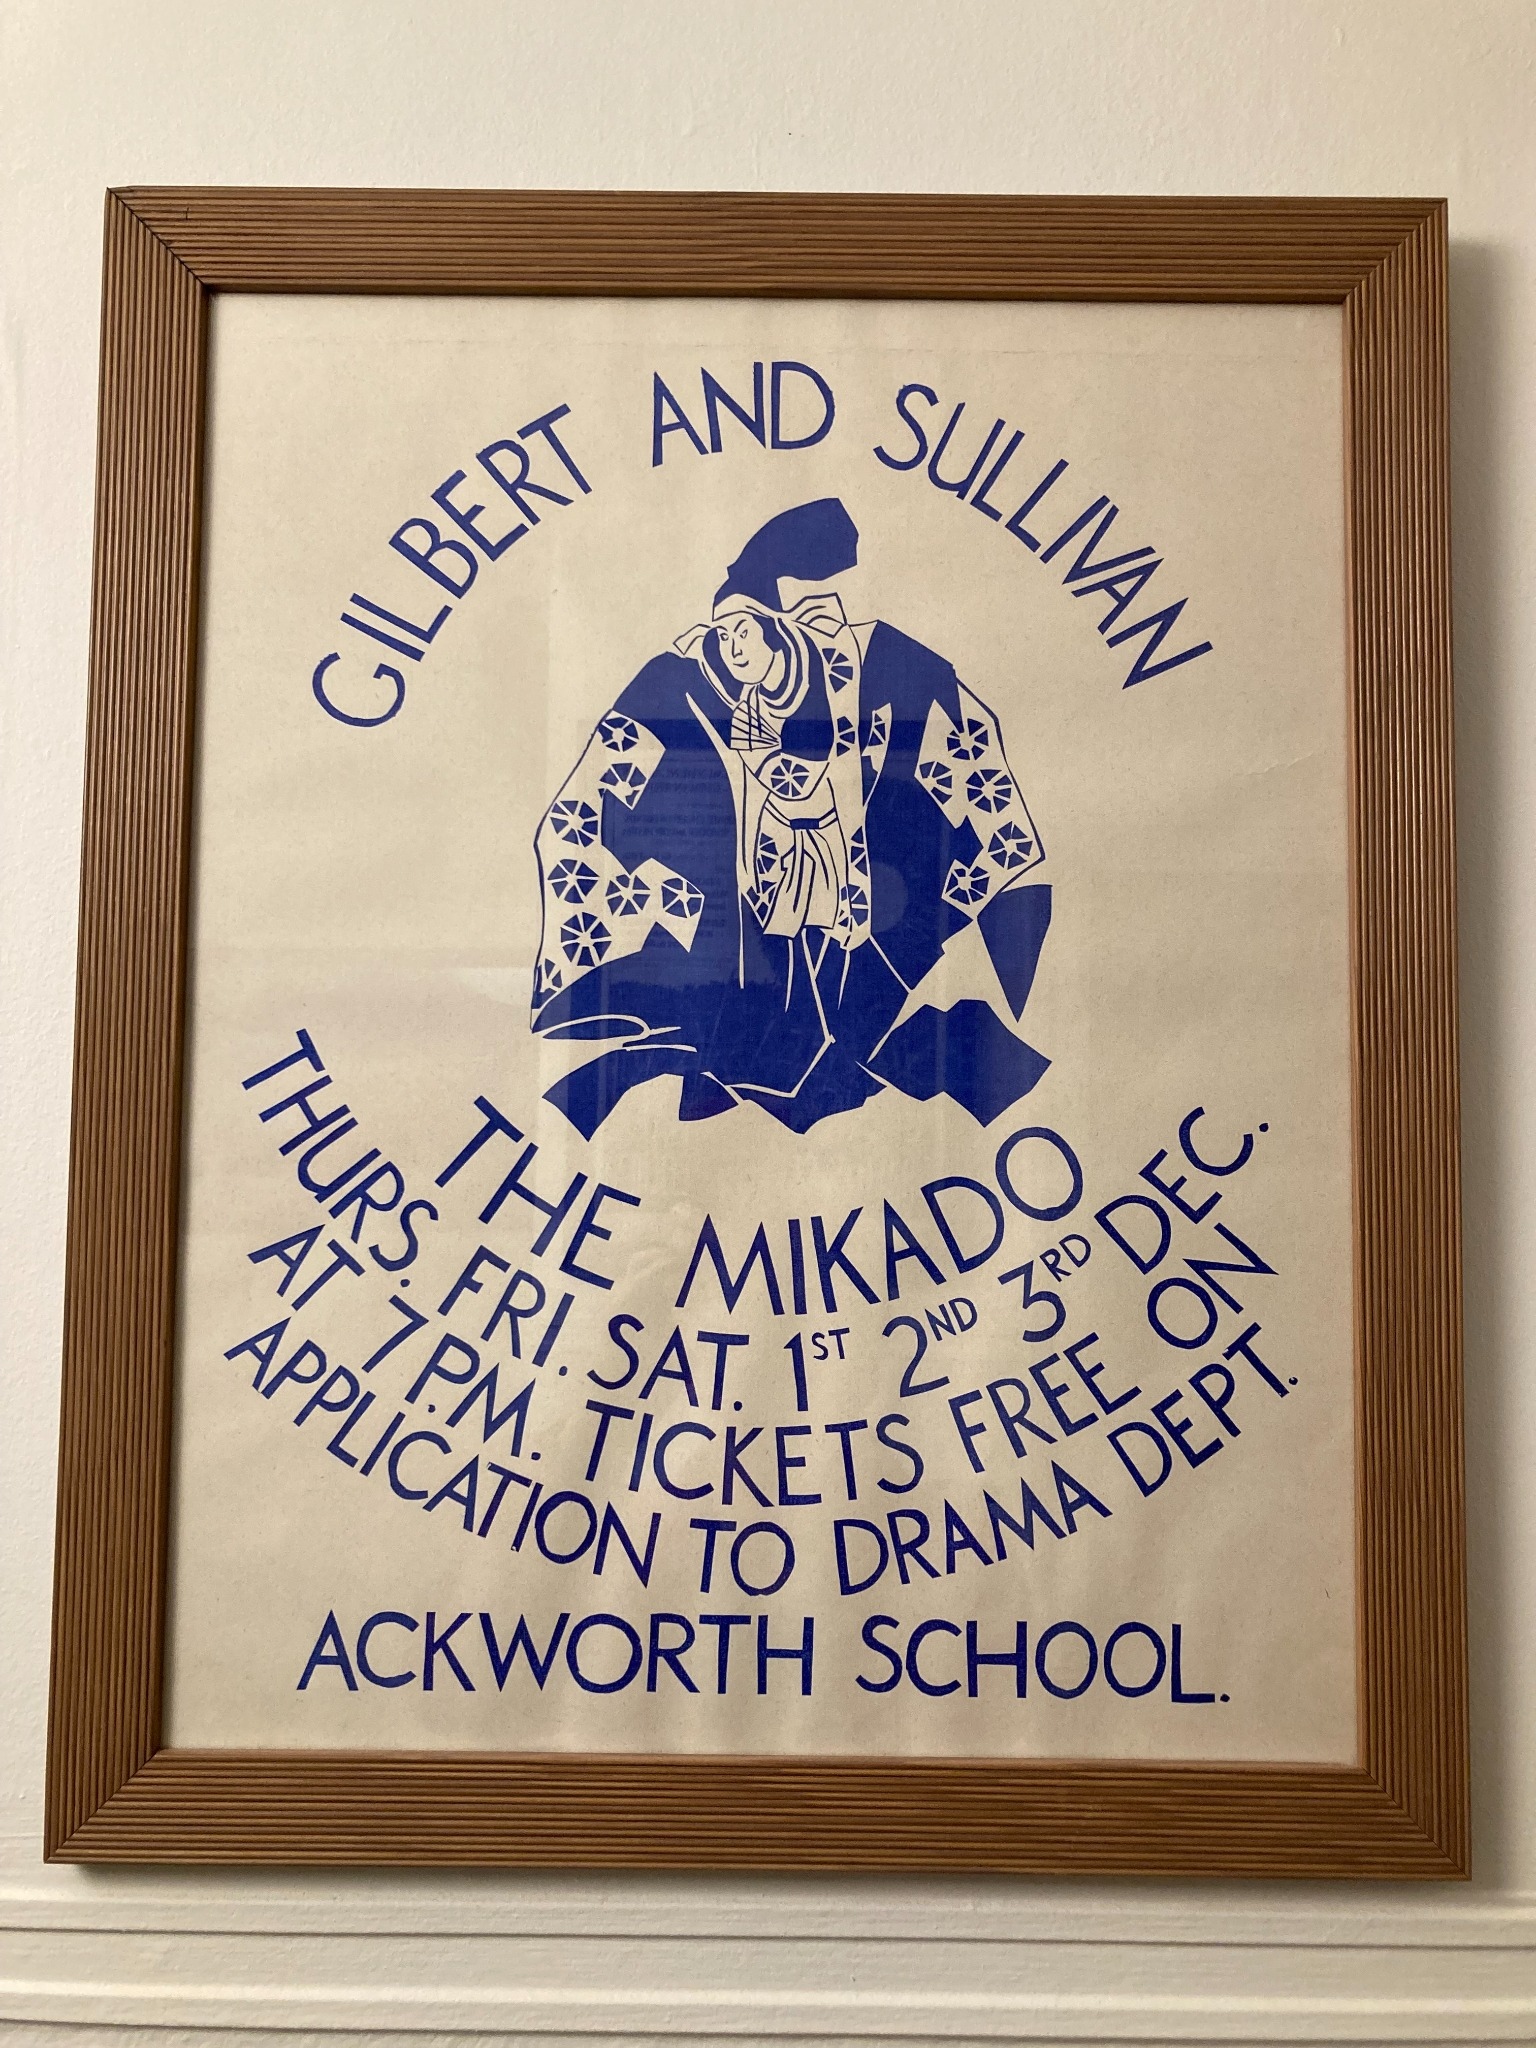 GILBERT AND SULLIVAN
THE MIKADO
THURS. FRI. SAT. 1ST 2ND 3RD DEC.
AT 7 P.M. TICKETS FREE ON
APPLICATION TO DRAMA DEPT.
ACKWORTH SCHOOL.